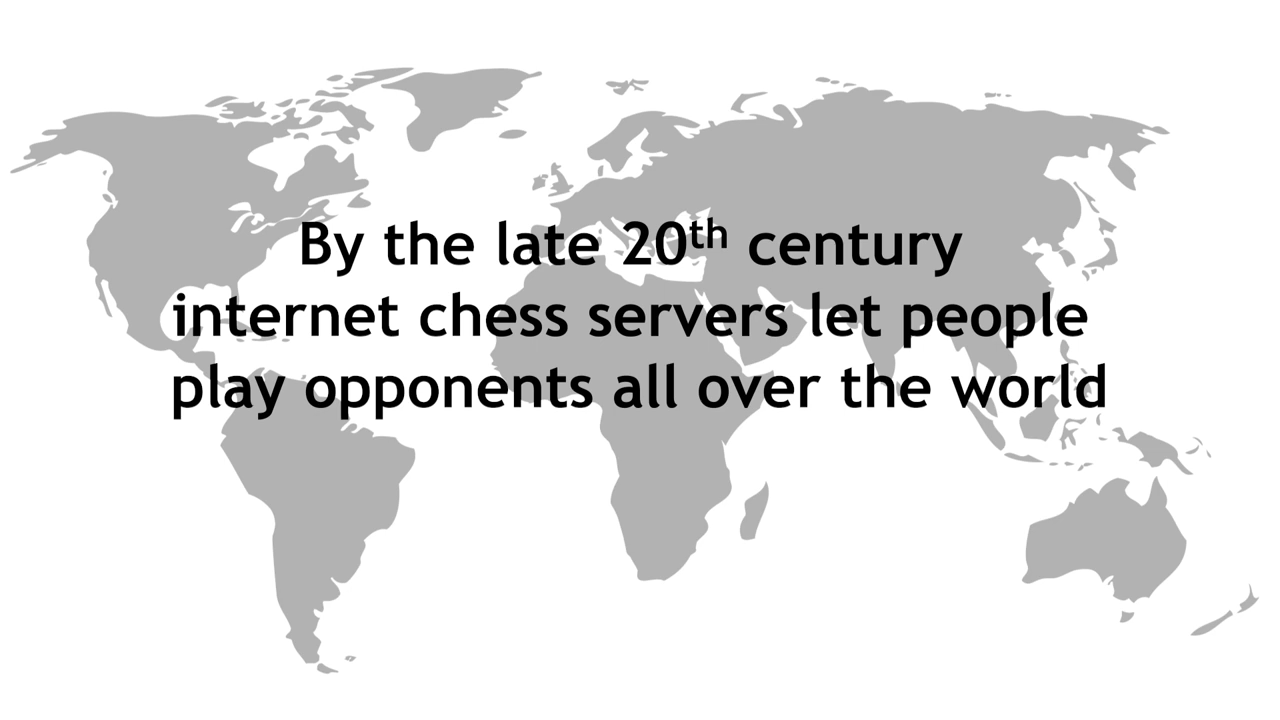 By the late 20th century
internet chess servers let people
play opponents all over the world